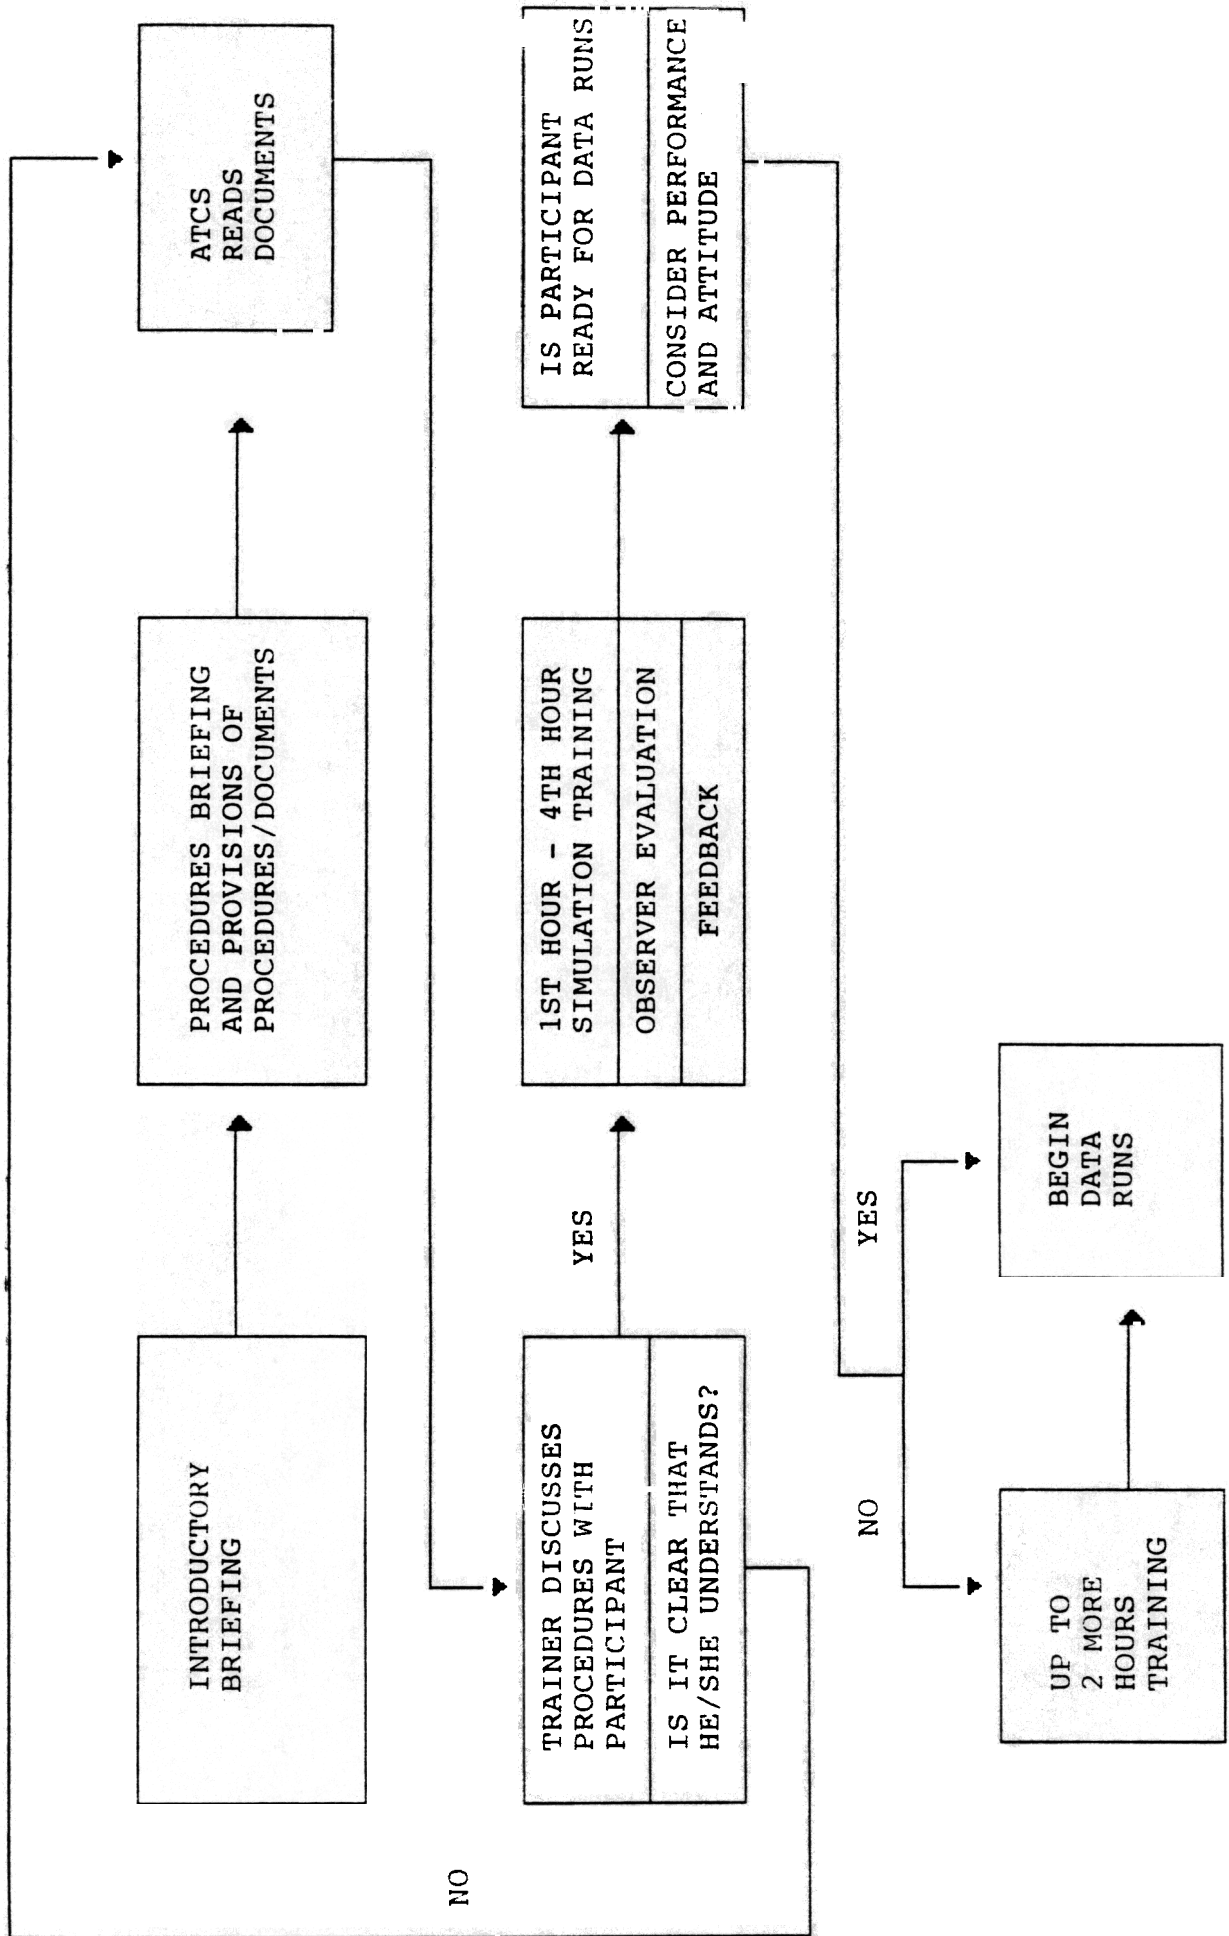 INTRODUCTORY
BRIEFING
PROCEDURES BRIEFING
AND PROVISIONS OF
PROCEDURES/DOCUMENTS
ATCS
READS
DOCUMENTS
TRAINER DISCUSSES
PROCEDURES WITH
PARTICIPANT
IS IT CLEAR THAT
HE/SHE UNDERSTANDS?
NO
YES
1ST HOUR - 4TH HOUR
SIMULATION TRAINING
OBSERVER EVALUATION
FEEDBACK
IS PARTICIPANT
READY FOR DATA RUNS
CONSIDER PERFORMANCE
AND ATTITUDE
NO
YES
UP TO
2 MORE
HOURS
TRAINING
BEGIN
DATA
RUNS